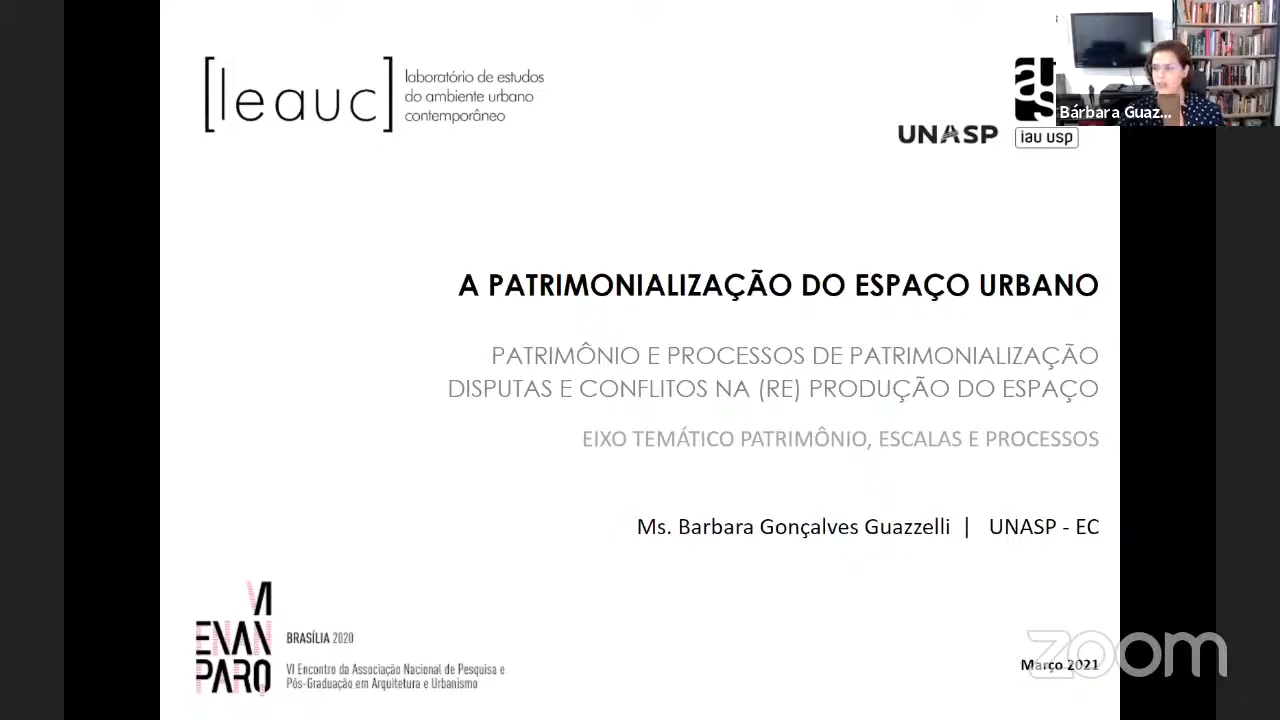 [leauc]
laboratório de estudos
do ambiente urbano
contemporâneo
UNASP
iau usp
Bárbara Guaz...
A PATRIMONIALIZAÇÃO DO ESPAÇO URBANO
PATRIMÔNIO E PROCESSOS DE PATRIMONIALIZAÇÃO
DISPUTAS E CONFLITOS NA (RE) PRODUÇÃO DO ESPAÇO
EIXO TEMÁTICO PATRIMÔNIO, ESCALAS E PROCESSOS
Ms. Barbara Gonçalves Guazzelli | UNASP - EC
VI
ENAN
PARQ
BRASÍLIA 2020
VI Encontro da Associação Nacional de Pesquisa e
Pós-Graduação em Arquitetura e Urbanismo
Março 2021
zoom